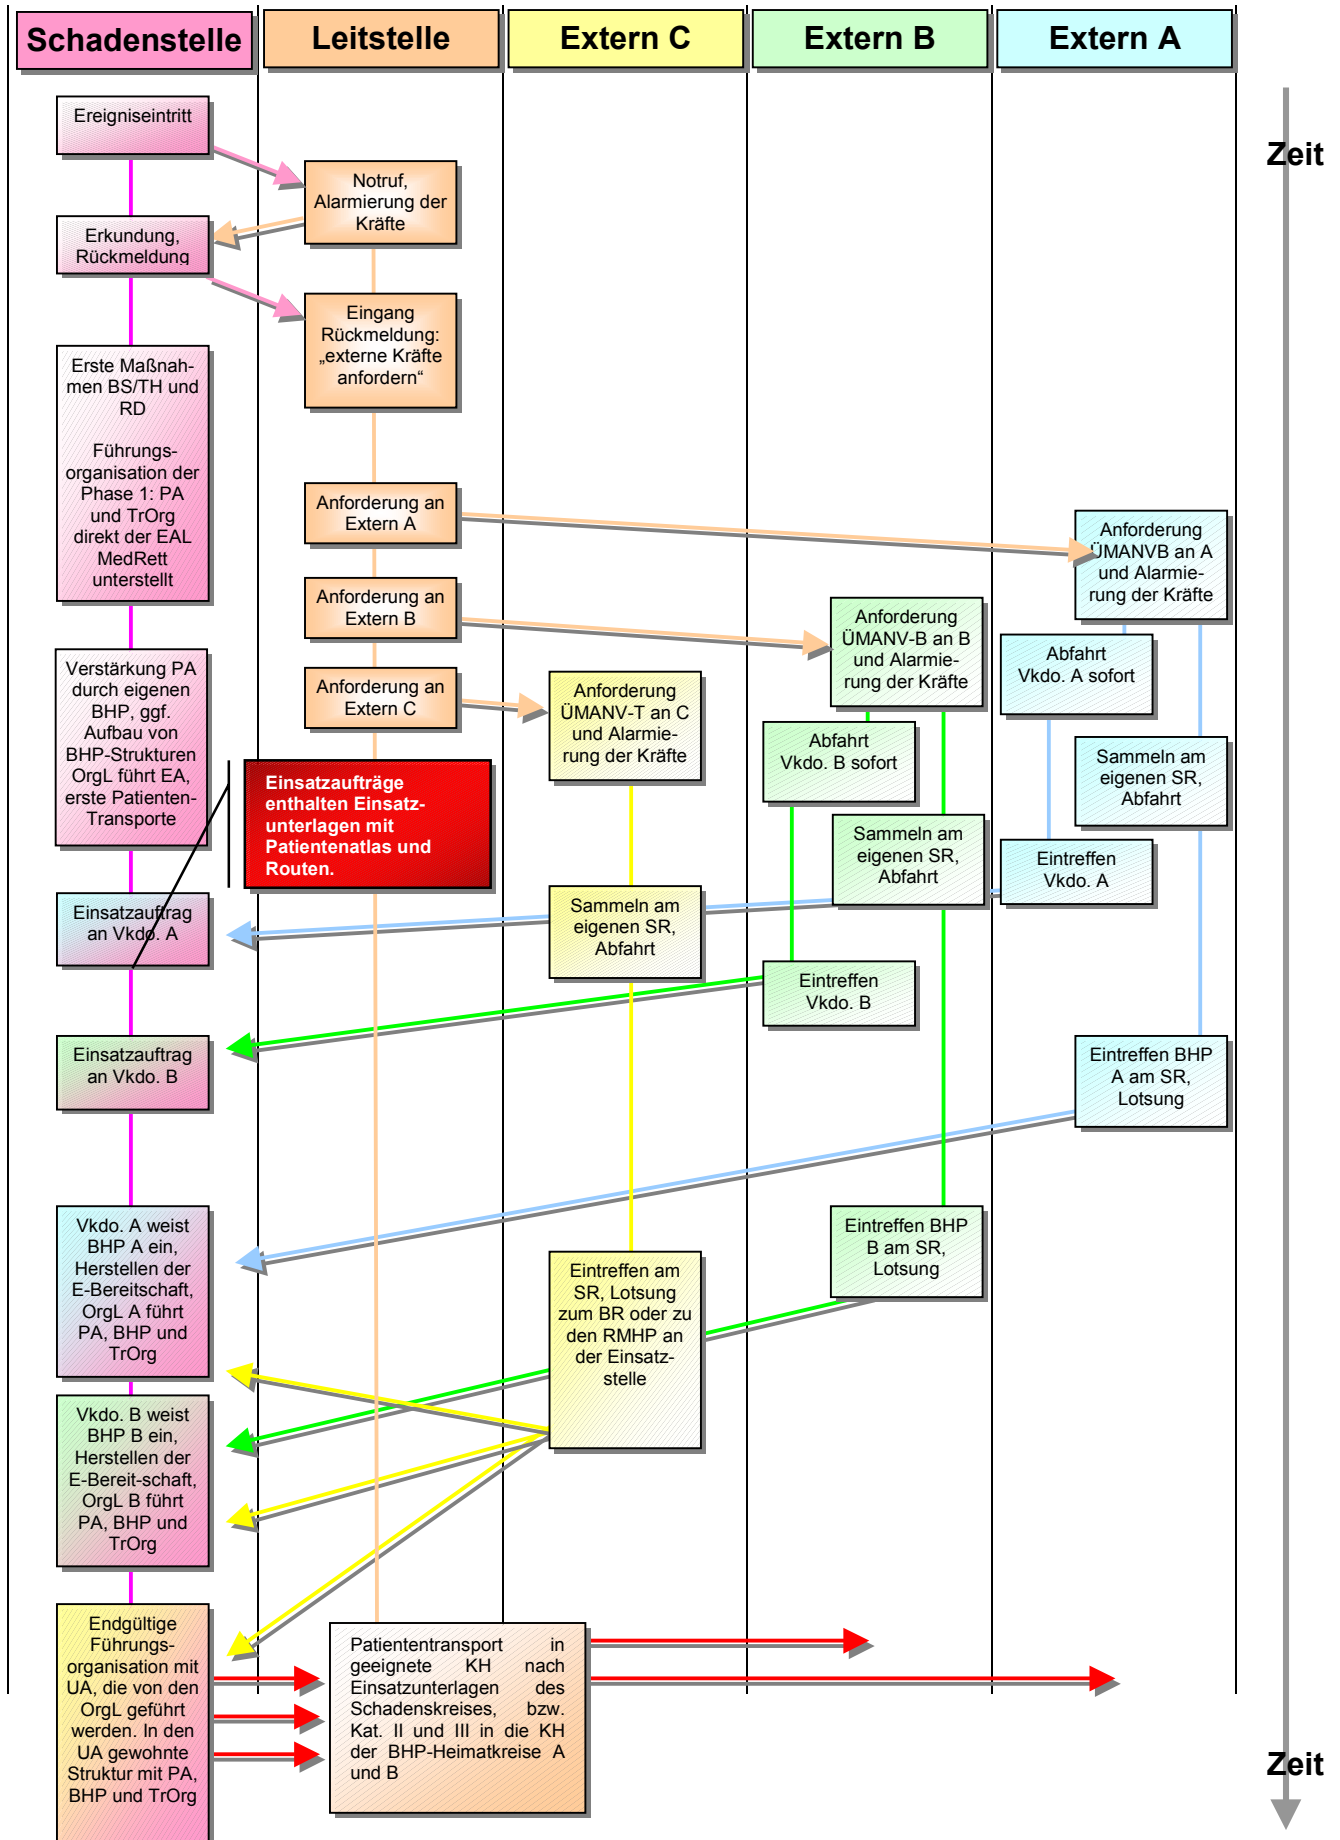 Schadenstelle
Leitstelle
Extern C
Extern B
Extern A
Zeit
Ereigniseintritt
Notruf,
Alarmierung der
Kräfte
Erkundung,
Rückmeldung
Eingang
Rückmeldung:
„externe Kräfte
anfordern“
Erste Maßnah-
men BS/TH und
RD
Führungs-
organisation der
Phase 1: PA
und TrOrg
direkt der EAL
MedRett
unterstellt
Anforderung an
Extern A
Anforderung
ÜMANVB an A
und Alarmie-
rung der Kräfte
Anforderung an
Extern B
Anforderung
ÜMANV-B an B
und Alarmie-
rung der Kräfte
Abfahrt
Vkdo. A sofort
Verstärkung PA
durch eigenen
BHP, ggf.
Aufbau von
BHP-Strukturen
OrgL führt EA,
erste Patienten-
Transporte
Anforderung an
Extern C
Anforderung
ÜMANV-T an C
und Alarmie-
rung der Kräfte
Abfahrt
Vkdo. B sofort
Sammeln am
eigenen SR,
Abfahrt
Einsatzaufträge
enthalten Einsatz-
unterlagen mit
Patientenatlas und
Routen.
Sammeln am
eigenen SR,
Abfahrt
Eintreffen
Vkdo. A
Einsatzauftrag
an Vkdo. A
Sammeln am
eigenen SR,
Abfahrt
Eintreffen
Vkdo. B
Einsatzauftrag
an Vkdo. B
Eintreffen BHP
A am SR,
Lotsung
Vkdo. A weist
BHP A ein,
Herstellen der
E-Bereitschaft,
OrgL A führt
PA, BHP und
TrOrg
Eintreffen BHP
B am SR,
Lotsung
Eintreffen am
SR, Lotsung
zum BR oder zu
den RMHP an
der Einsatz-
stelle
Vkdo. B weist
BHP B ein,
Herstellen der
E-Bereit-schaft,
OrgL B führt
PA, BHP und
TrOrg
Endgültige
Führungs-
organisation mit
UA, die von den
OrgL geführt
werden. In den
UA gewohnte
Struktur mit PA,
BHP und TrOrg
Patiententransport in
geeignete KH nach
Einsatzunterlagen des
Schadenskreises, bzw.
Kat. II und III in die KH
der BHP-Heimatkreise A
und B
Zeit